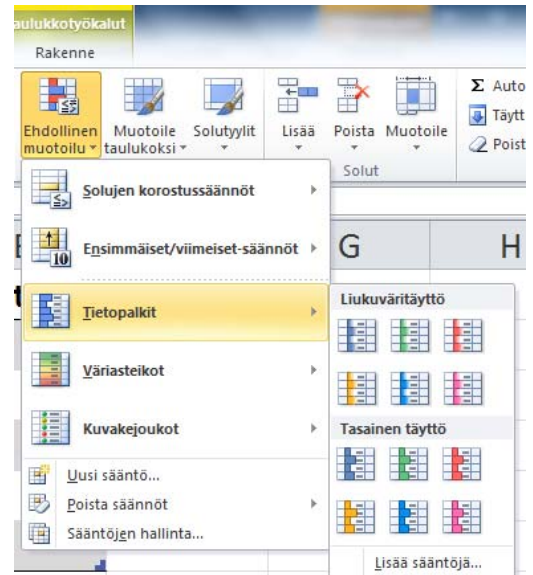 aulukkotyökalut
Rakenne
Ehdollinen muotoilu
Muotoile taulukoksi
Solutyylit
Lisää
Poista
Muotoile
Σ Auto
Täytt
Poist
Solut
Solujen korostussäännöt
Ensimmäiset/viimeiset-säännöt
10
G
H
Tietopalkit
Liukuväritäyttö
Väriasteikot
Kuvakejoukot
Tasainen täyttö
Uusi sääntö...
Poista säännöt
Sääntöjen hallinta...
Lisää sääntöjä...